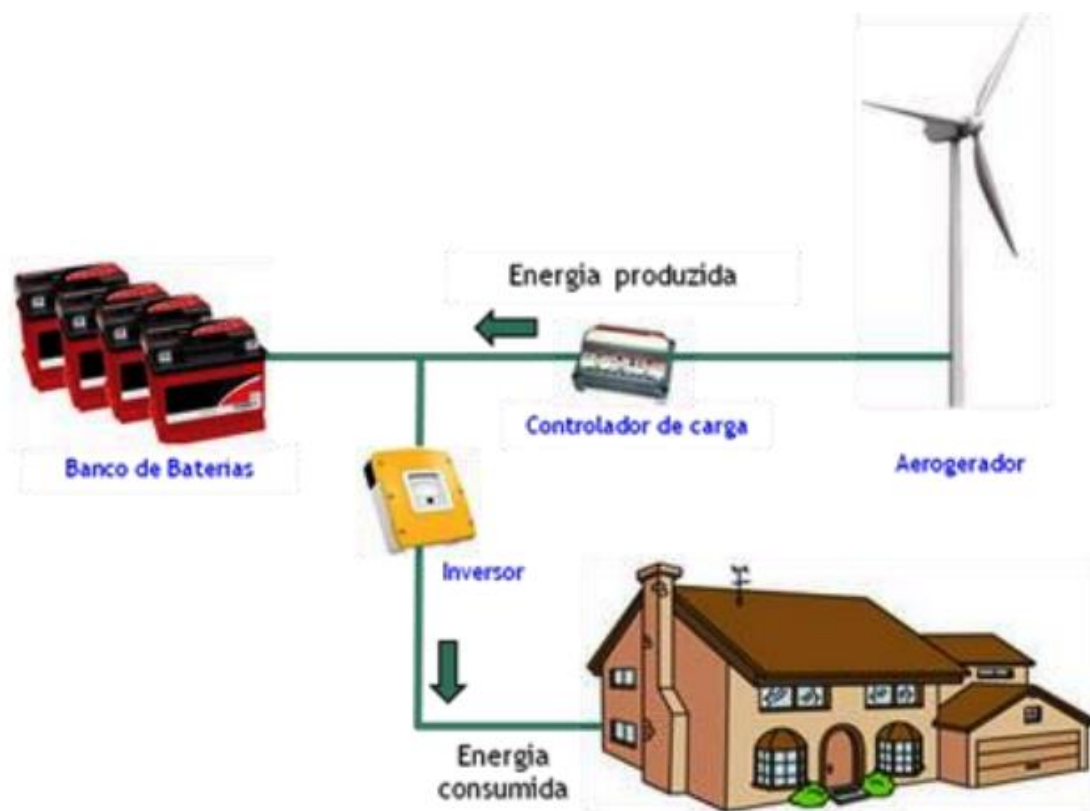 Energia produzida
Controlador de carga
Banco de Baterias
Aerogerador
Inversor
Energia
consumida